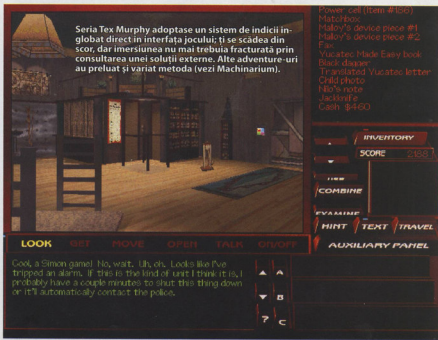 Seria Tex Murphy adoptase un sistem de indicii in-
globat direct in interfaţa jocului; ţi se scădea din
scor, dar imersiunea nu mai trebuia fracturată prin
consultarea unei soluţii externe. Alte adventure-uri
au preluat şi variat metoda (vezi Machinarium).
Power cell (Item #186)
Matchbox
Malloy's device piece #1
Malloy's device piece #2
Fax
Yucatec Made Easy book
Black dagger
Translated Yucatec letter
Child photo
Nilo's note
Jackknife
Cash: $460
INVENTORY
SCORE
COMBINE
EXAMINE
HINT TEXT TRAVEL
LOOK GET MOVE OPEN TALK ON/OFF
AUXILIARY PANEL
Cool, a Simon game! No, wait. Uh, oh. Looks like I've
tripped an alarm. If this is the kind of unit I think it is, I
probably have a couple minutes to shut this thing down
or it'll automatically contact the police.
A
B
? C